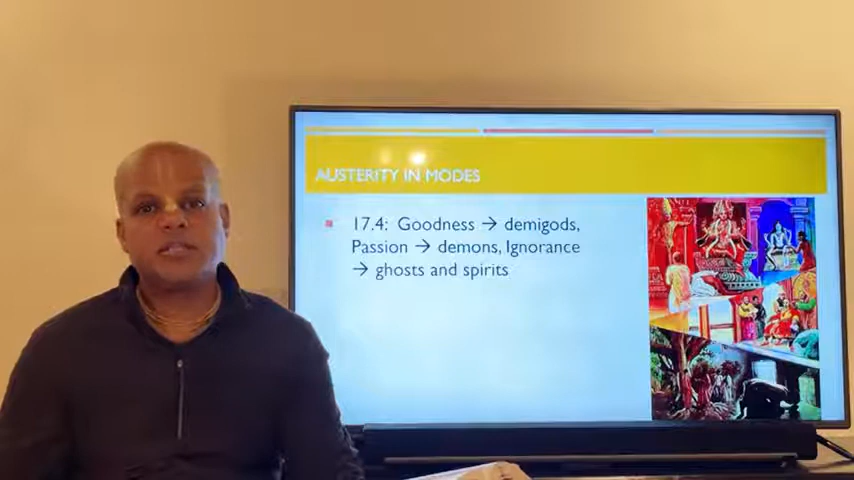 AUSTERITY IN MODES
17.4: Goodness → demigods,
Passion → demons, Ignorance
→ ghosts and spirits